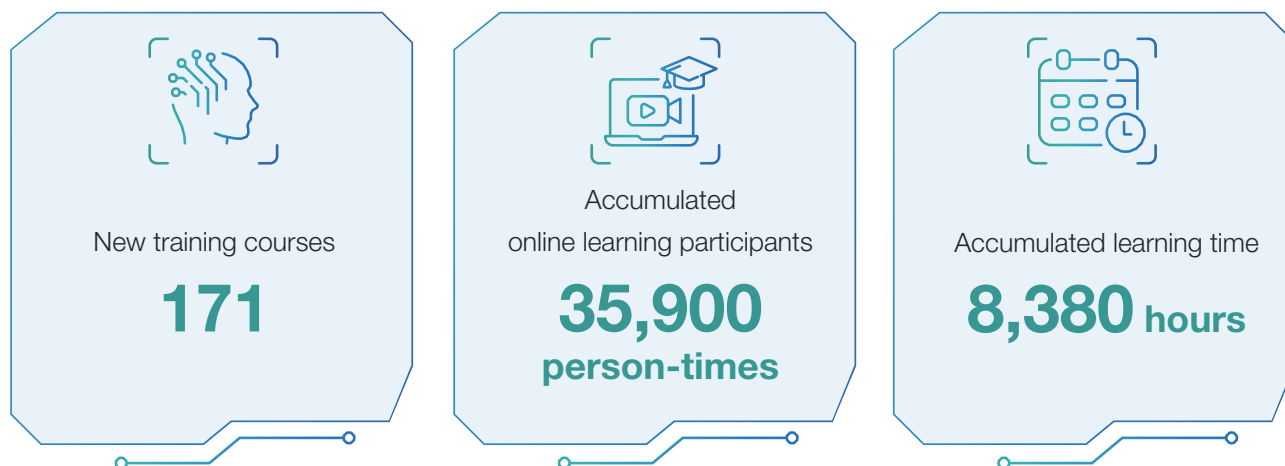 New training courses
171
Accumulated
online learning participants
35,900
person-times
Accumulated learning time
8,380 hours